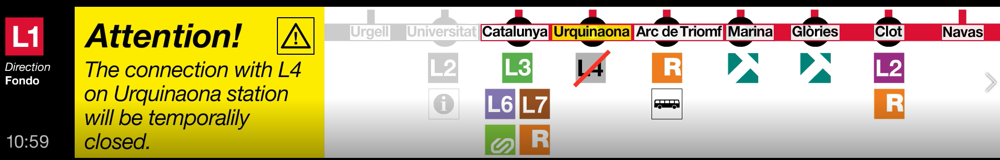 L1
Direction
Fondo
10:59
Attention!
The connection with L4
on Urquinaona station
will be temporalily
closed.
Urgell Universitat Catalunya Urquinaona Arc de Triomf Marina Glòries Clot Navas
L2 L3 L4 R L2
i L6 L7 R
R